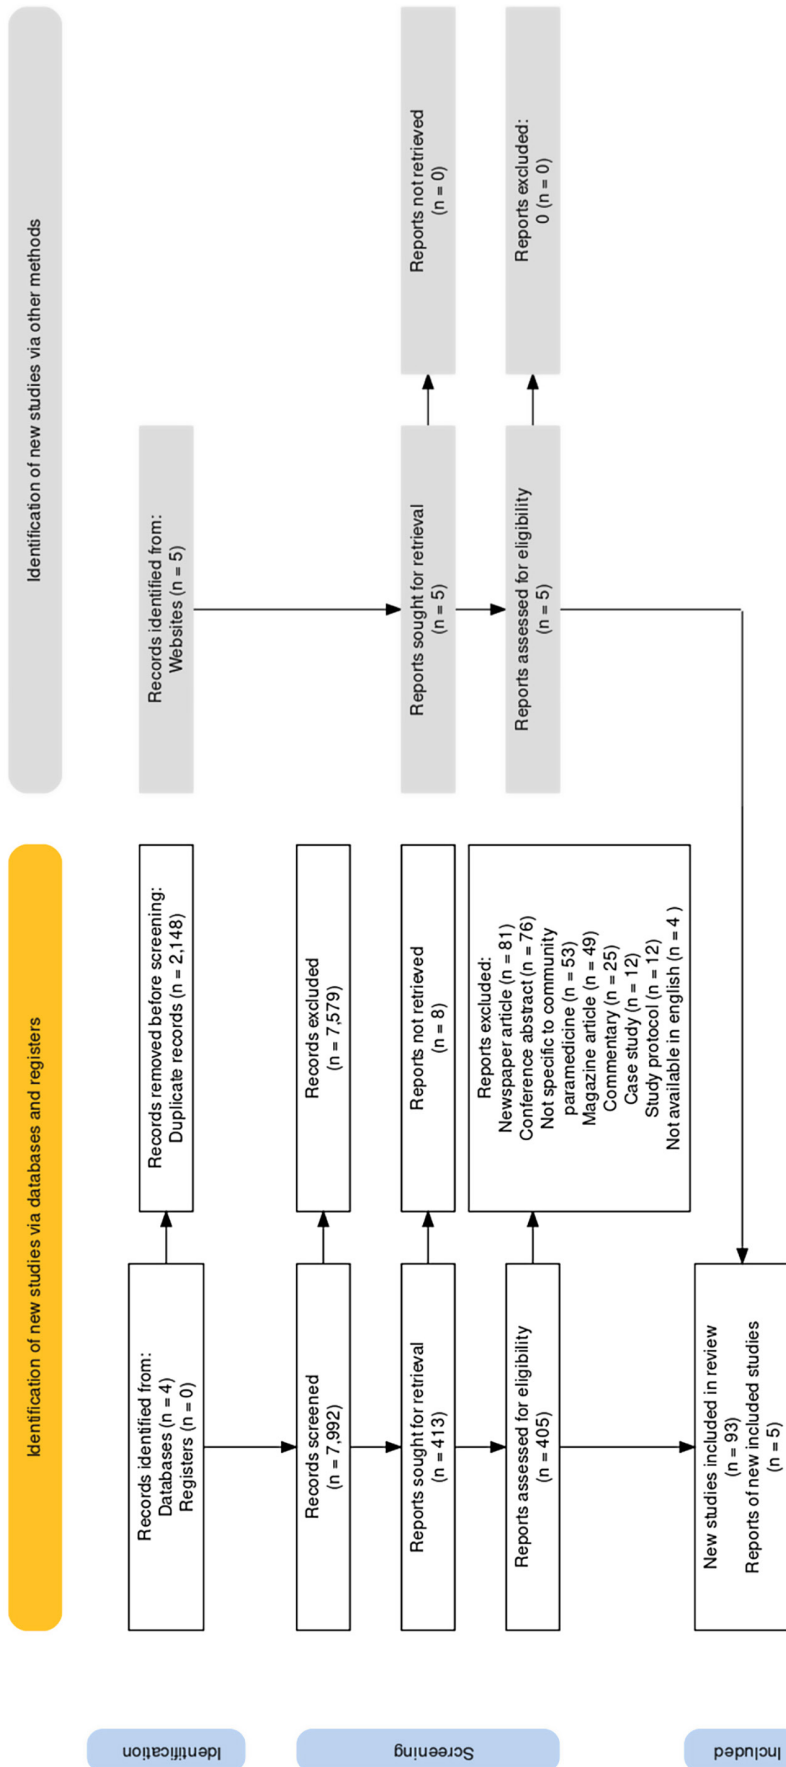 Identification of new studies via databases and registers
Identification of new studies via other methods
Identification
Records identified from:
Databases (n = 4)
Registers (n = 0)
Records removed before screening:
Duplicate records (n = 2,148)
Records identified from:
Websites (n = 5)
Screening
Records screened
(n = 7,992)
Records excluded
(n = 7,579)
Reports sought for retrieval
(n = 413)
Reports not retrieved
(n = 8)
Reports sought for retrieval
(n = 5)
Reports not retrieved
(n = 0)
Reports assessed for eligibility
(n = 405)
Reports excluded:
Newspaper article (n = 81)
Conference abstract (n = 76)
Not specific to community
paramedicine (n = 53)
Magazine article (n = 49)
Commentary (n = 25)
Case study (n = 12)
Study protocol (n = 12)
Not available in english (n = 4 )
Reports assessed for eligibility
(n = 5)
Reports excluded:
0 (n = 0)
Included
New studies included in review
(n = 93)
Reports of new included studies
(n = 5)